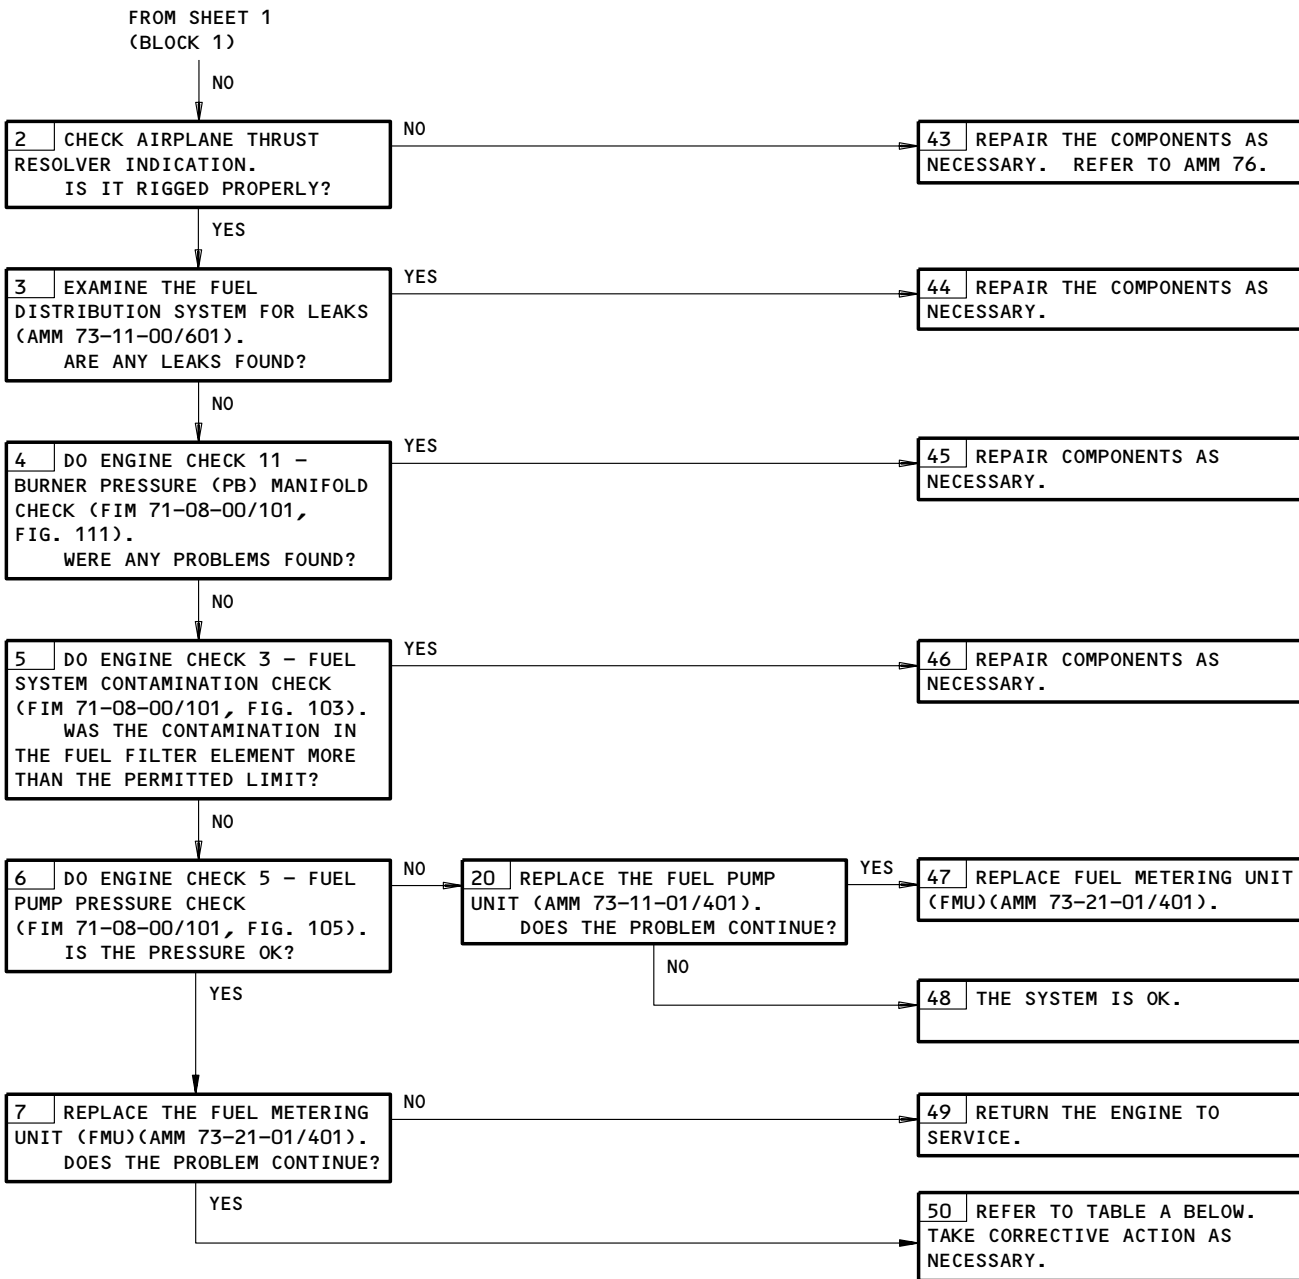 FROM SHEET 1
(BLOCK 1)
NO
2 CHECK AIRPLANE THRUST
RESOLVER INDICATION.
IS IT RIGGED PROPERLY?
NO
43 REPAIR THE COMPONENTS AS
NECESSARY. REFER TO AMM 76.
YES
3 EXAMINE THE FUEL
DISTRIBUTION SYSTEM FOR LEAKS
(AMM 73-11-00/601).
ARE ANY LEAKS FOUND?
YES
44 REPAIR THE COMPONENTS AS
NECESSARY.
NO
4 DO ENGINE CHECK 11 -
BURNER PRESSURE (PB) MANIFOLD
CHECK (FIM 71-08-00/101,
FIG. 111).
WERE ANY PROBLEMS FOUND?
YES
45 REPAIR COMPONENTS AS
NECESSARY.
NO
5 DO ENGINE CHECK 3 - FUEL
SYSTEM CONTAMINATION CHECK
(FIM 71-08-00/101, FIG. 103).
WAS THE CONTAMINATION IN
THE FUEL FILTER ELEMENT MORE
THAN THE PERMITTED LIMIT?
YES
46 REPAIR COMPONENTS AS
NECESSARY.
NO
6 DO ENGINE CHECK 5 - FUEL
PUMP PRESSURE CHECK
(FIM 71-08-00/101, FIG. 105).
IS THE PRESSURE OK?
NO
20 REPLACE THE FUEL PUMP
UNIT (AMM 73-11-01/401).
DOES THE PROBLEM CONTINUE?
YES
47 REPLACE FUEL METERING UNIT
(FMU)(AMM 73-21-01/401).
NO
48 THE SYSTEM IS OK.
YES
7 REPLACE THE FUEL METERING
UNIT (FMU)(AMM 73-21-01/401).
DOES THE PROBLEM CONTINUE?
NO
49 RETURN THE ENGINE TO
SERVICE.
YES
50 REFER TO TABLE A BELOW.
TAKE CORRECTIVE ACTION AS
NECESSARY.